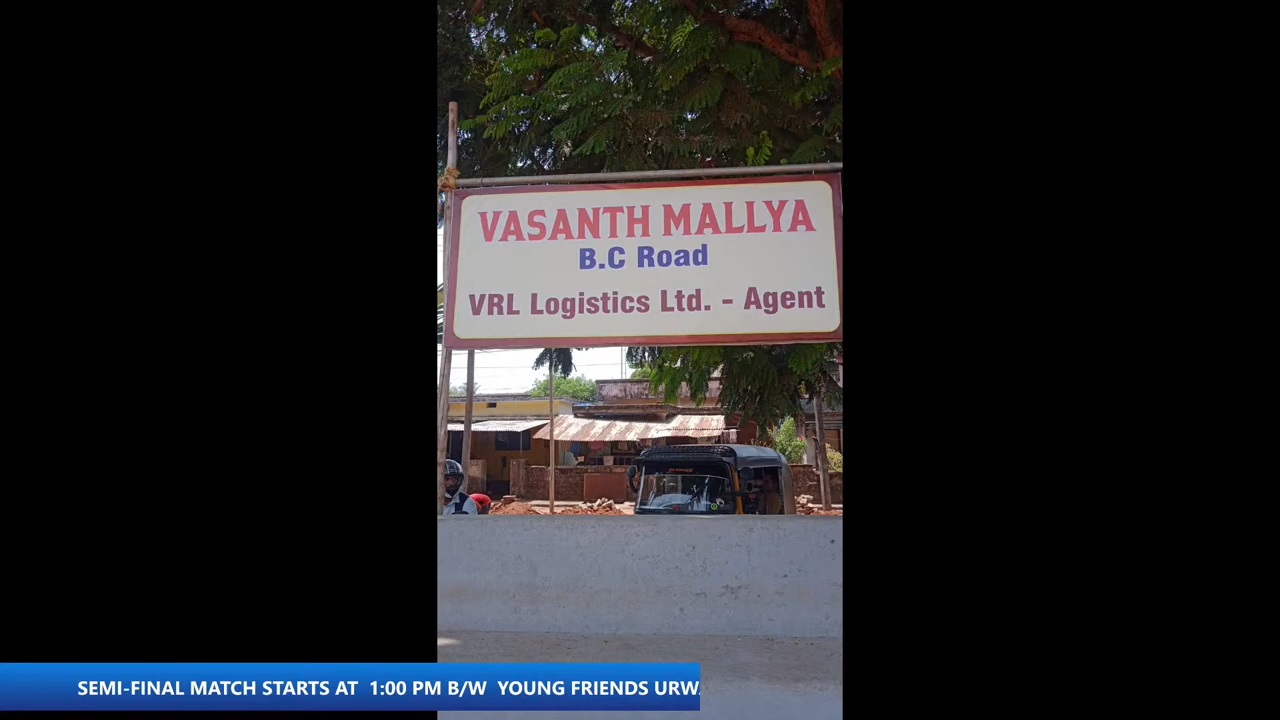 VASANTH MALLYA
B.C Road
VRL Logistics Ltd. - Agent
SEMI-FINAL MATCH STARTS AT 1:00 PM B/W YOUNG FRIENDS